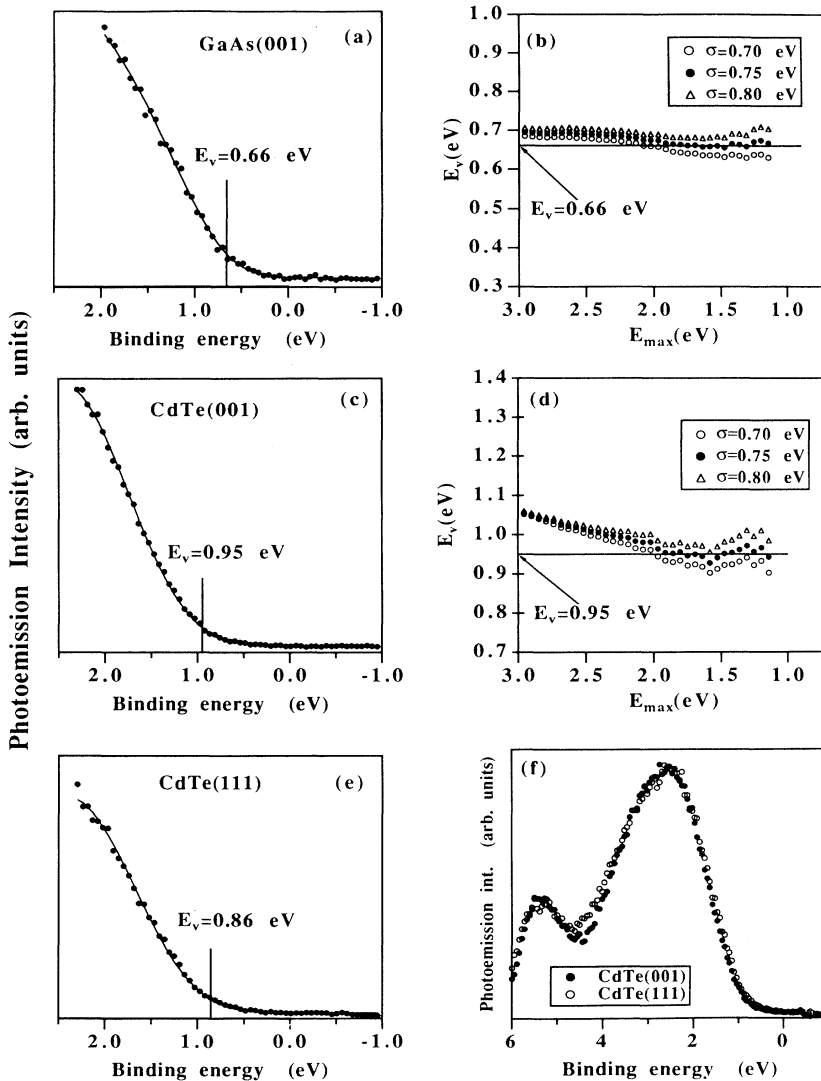 Photoemission Intensity (arb. units)
GaAs(001)
(a)
E_v=0.66 eV
2.0 1.0 0.0 -1.0
Binding energy (eV)
(b)
○ σ=0.70 eV
● σ=0.75 eV
△ σ=0.80 eV
E_v(eV)
1.0
0.9
0.8
0.7
0.6
0.5
0.4
0.3
E_v=0.66 eV
3.0 2.5 2.0 1.5 1.0
E_max(eV)
CdTe(001)
(c)
E_v=0.95 eV
2.0 1.0 0.0 -1.0
Binding energy (eV)
(d)
○ σ=0.70 eV
● σ=0.75 eV
△ σ=0.80 eV
E_v(eV)
1.4
1.3
1.2
1.1
1.0
0.9
0.8
0.7
E_v=0.95 eV
3.0 2.5 2.0 1.5 1.0
E_max(eV)
CdTe(111)
(e)
E_v=0.86 eV
2.0 1.0 0.0 -1.0
Binding energy (eV)
(f)
Photoemission int. (arb. units)
● CdTe(001)
○ CdTe(111)
6 4 2 0
Binding energy (eV)